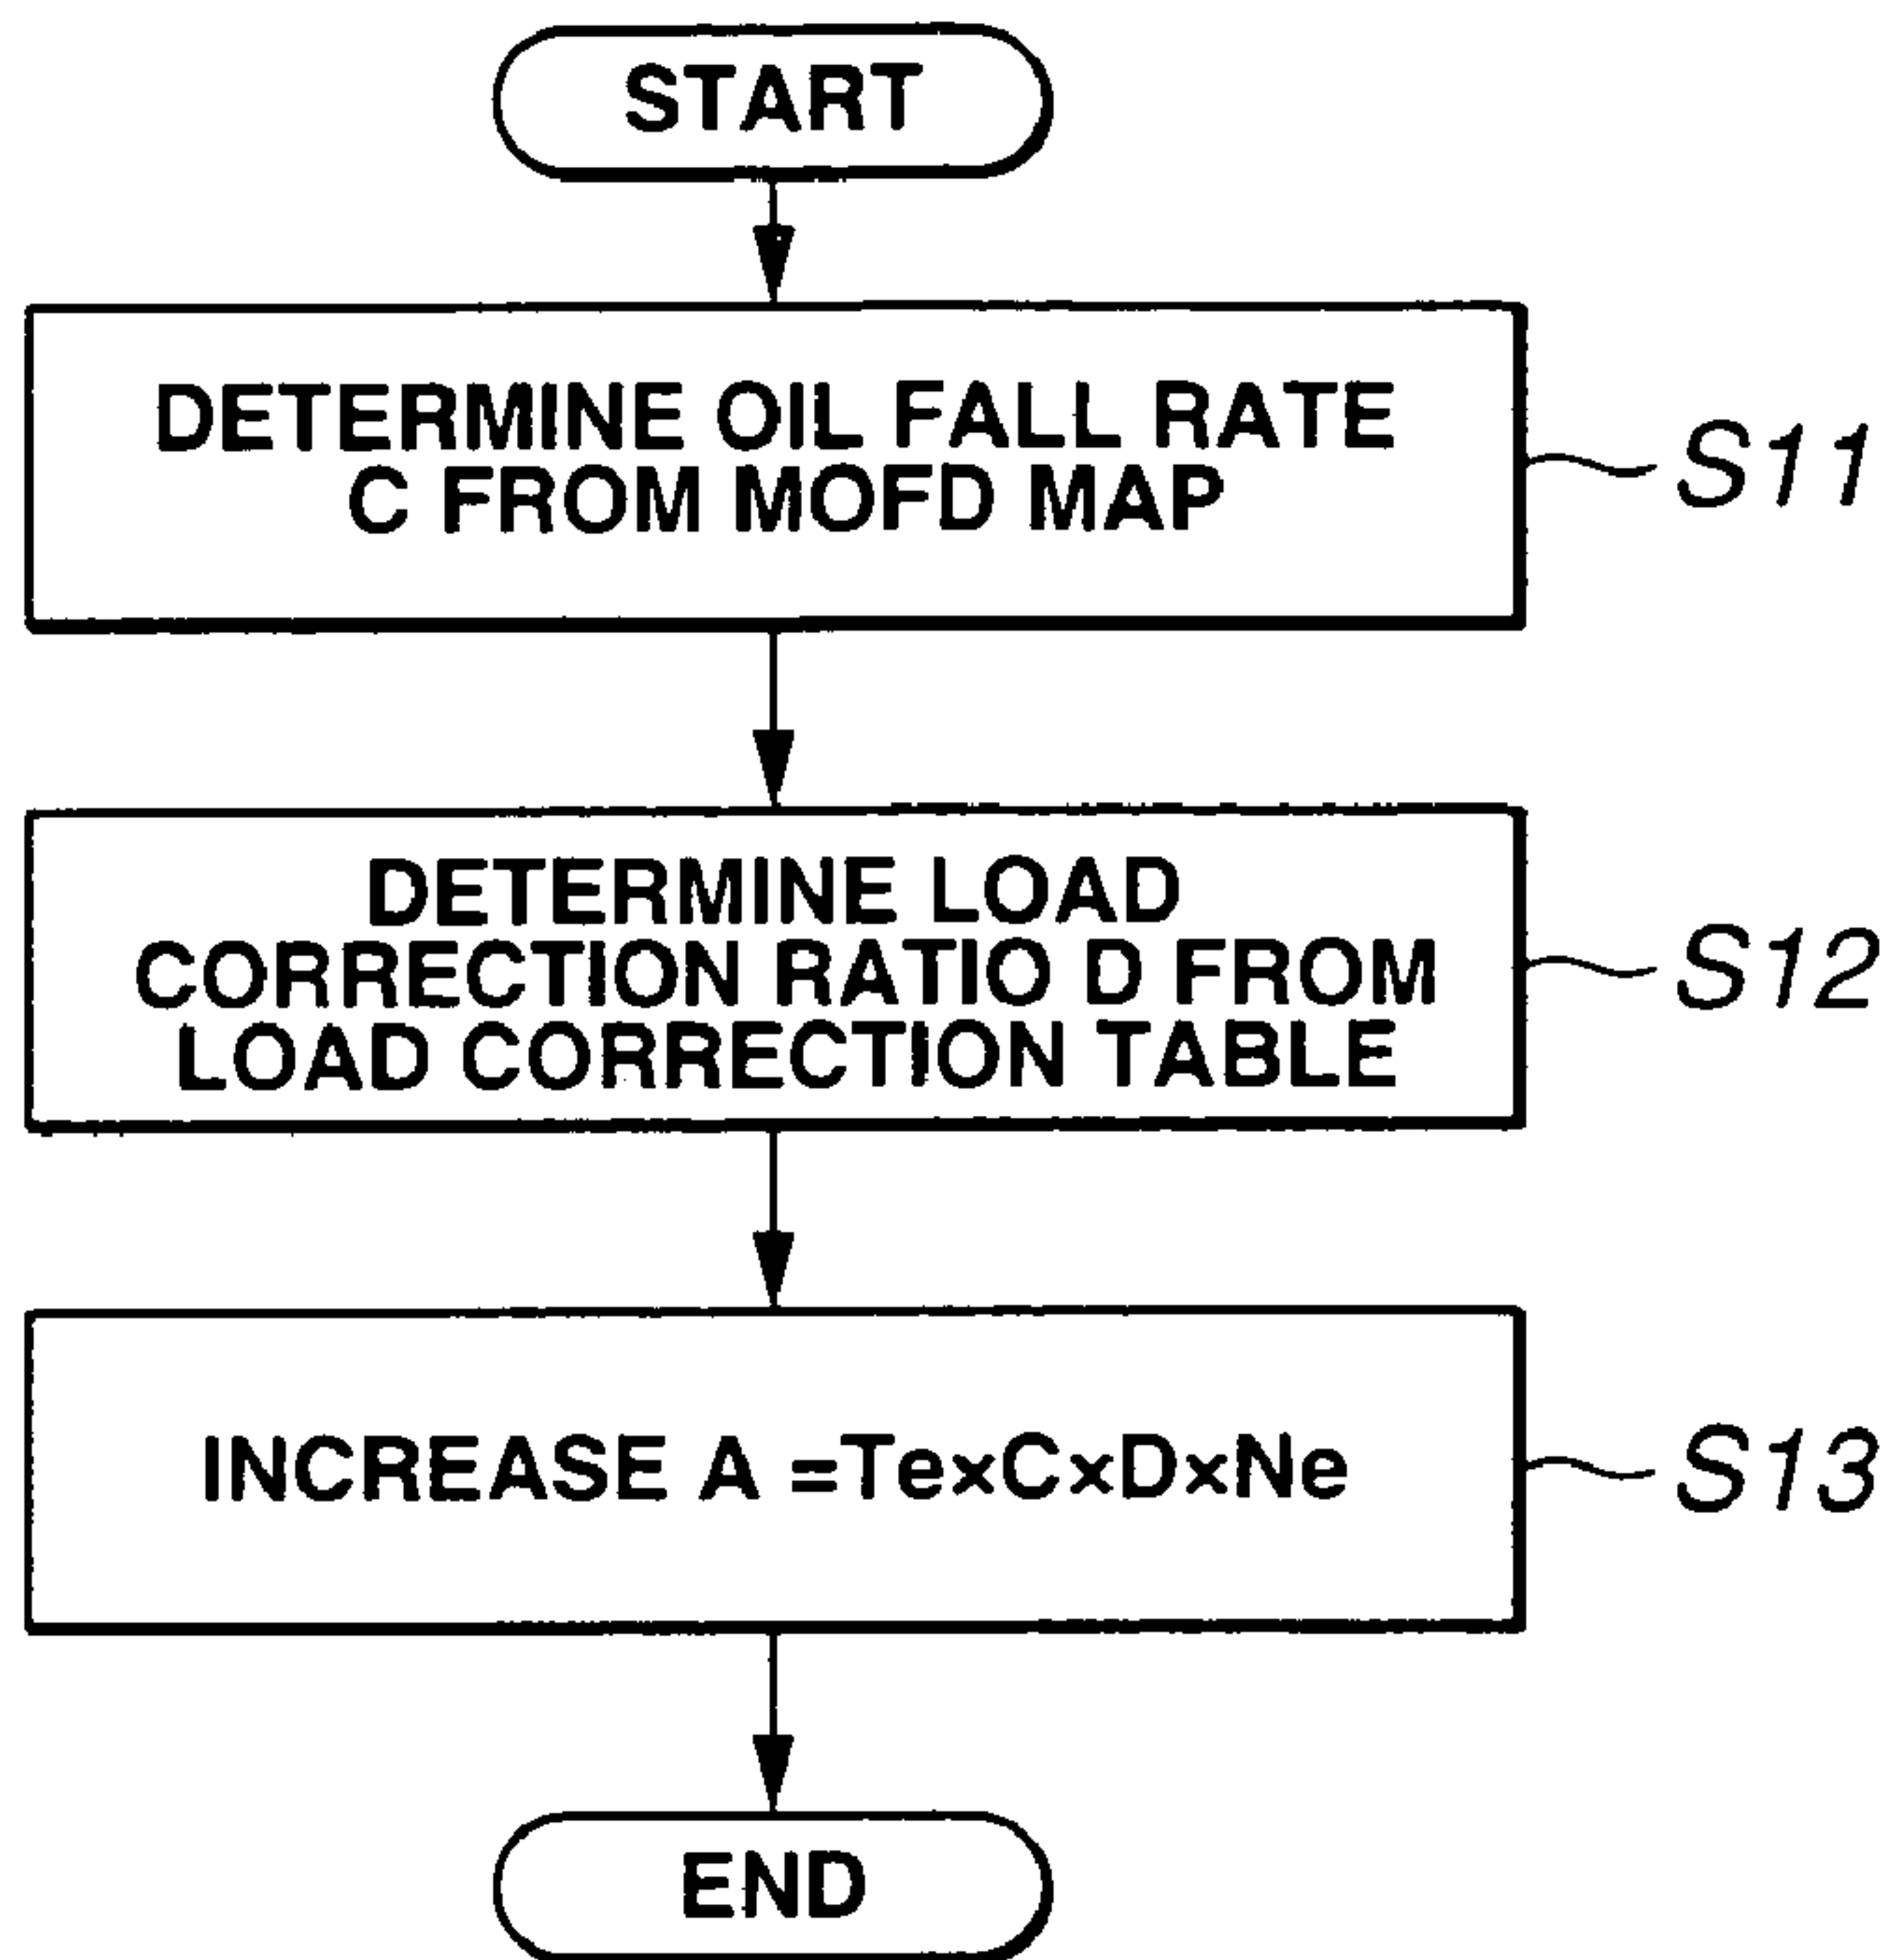 START
DETERMINE OIL FALL RATE
C FROM MOFD MAP
S11
DETERMINE LOAD
CORRECTION RATIO D FROM
LOAD CORRECTION TABLE
S12
INCREASE A =Te×C×D×Ne
S13
END